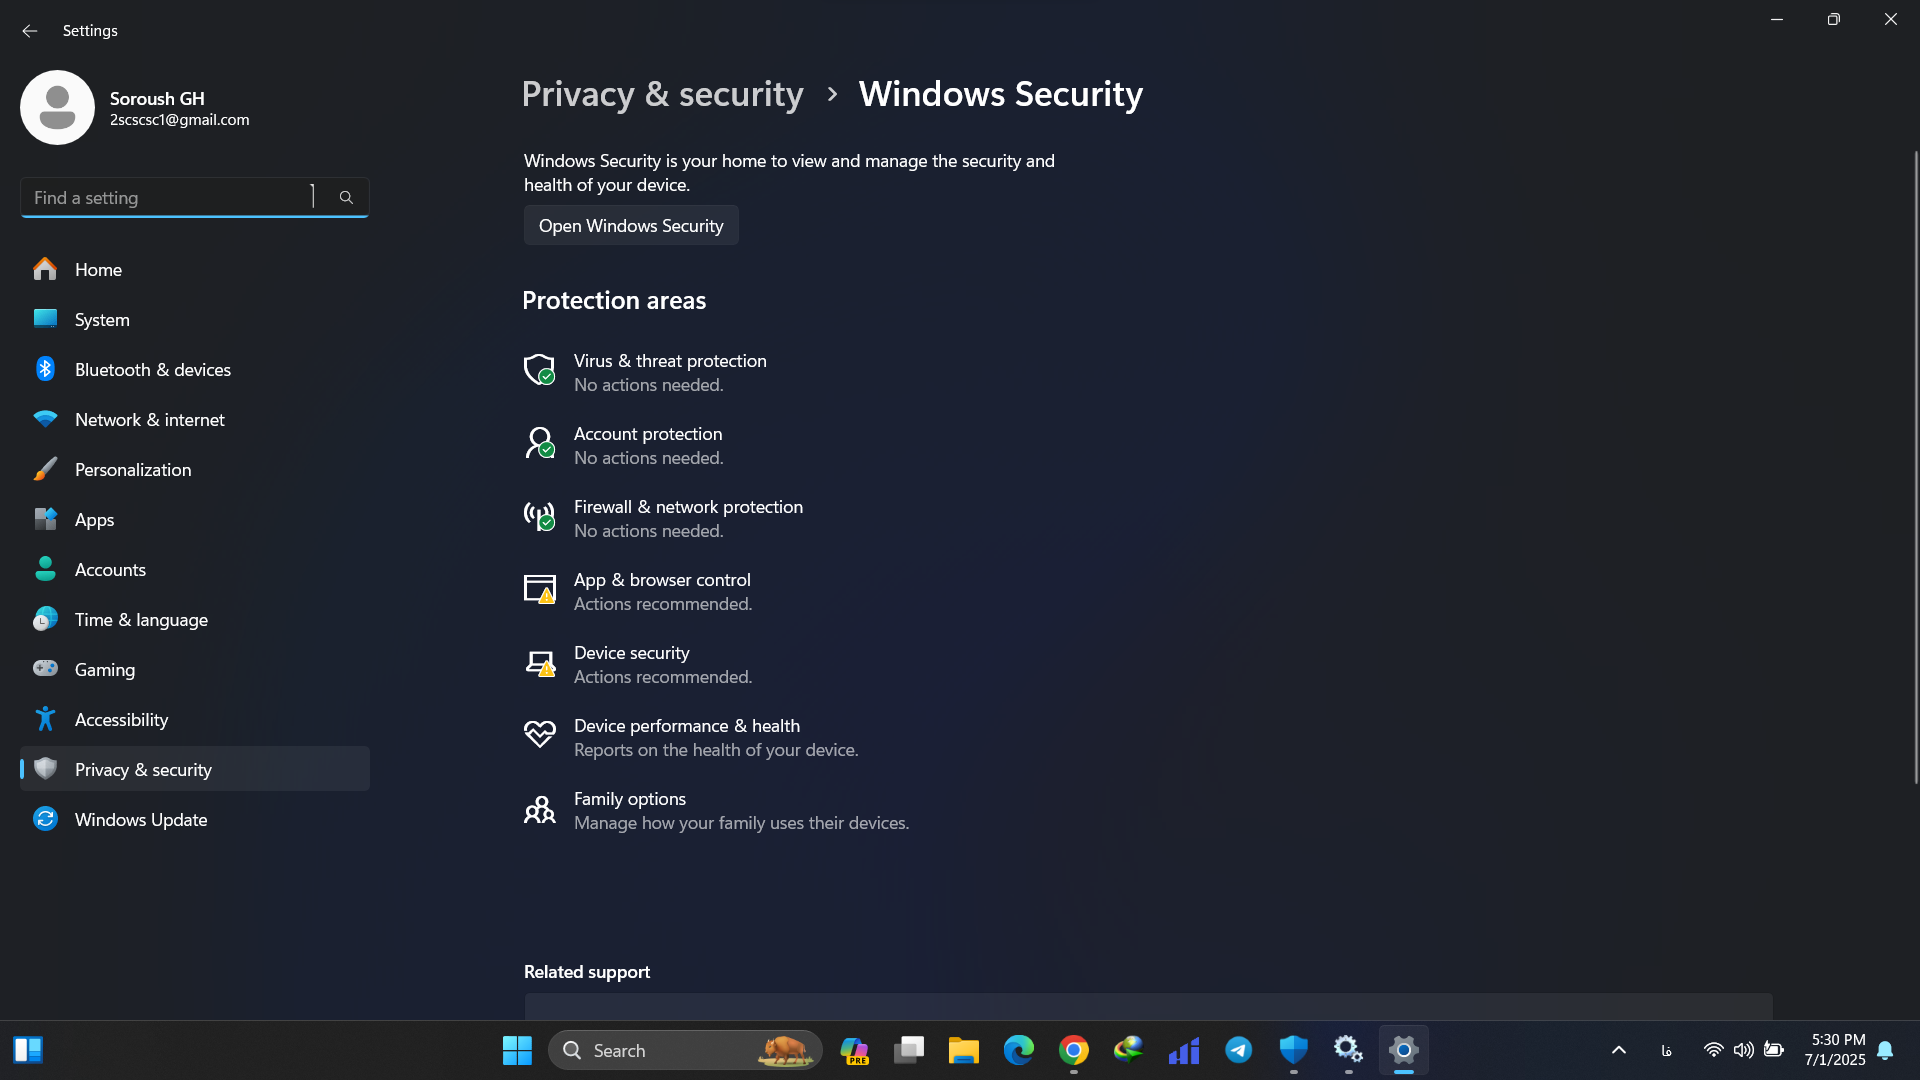 Settings
Soroush GH
2scscsc1@gmail.com
Find a setting
Home
System
Bluetooth & devices
Network & internet
Personalization
Apps
Accounts
Time & language
Gaming
Accessibility
Privacy & security
Windows Update
Privacy & security › Windows Security
Windows Security is your home to view and manage the security and
health of your device.
Open Windows Security
Protection areas
Virus & threat protection
No actions needed.
Account protection
No actions needed.
Firewall & network protection
No actions needed.
App & browser control
Actions recommended.
Device security
Actions recommended.
Device performance & health
Reports on the health of your device.
Family options
Manage how your family uses their devices.
Related support
Search
PRE
فا
5:30 PM
7/1/2025